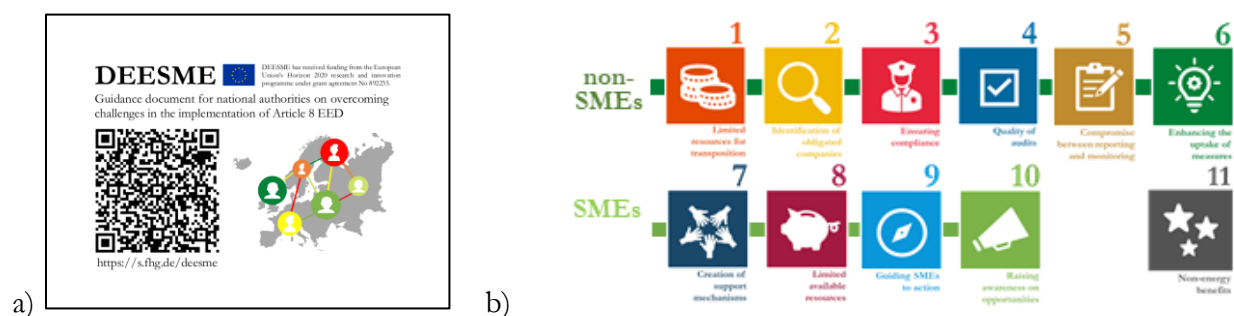 DEESME
DEESME has received funding from the European
Union's Horizon 2020 research and innovation
programme under grant agreement No 892255.
Guidance document for national authorities on overcoming
challenges in the implementation of Article 8 EED
https://s.fhg.de/deesme
a)
b)
non-
SMEs
1
Limited
resources for
transposition
2
Identification of
obligated
companies
3
Ensuring
compliance
4
Quality of
audits
5
Compromise
between reporting
and monitoring
6
Enhancing the
uptake of
measures
SMEs
7
Creation of
support
mechanisms
8
Limited
available
resources
9
Guiding SMEs
to action
10
Raising
awareness on
opportunities
11
Non-energy
benefits